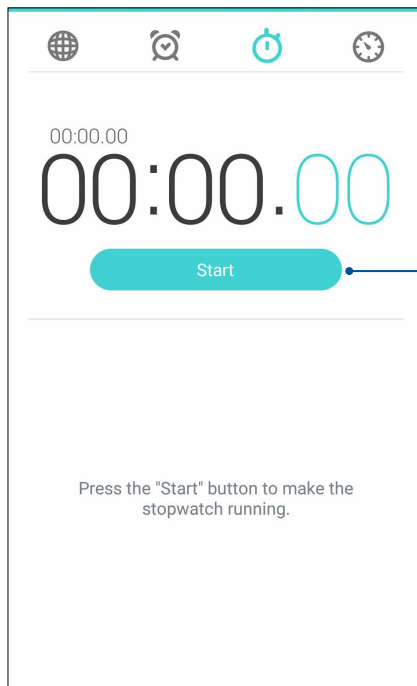 00:00.00
00:00.00
Start
Press the "Start" button to make the
stopwatch running.